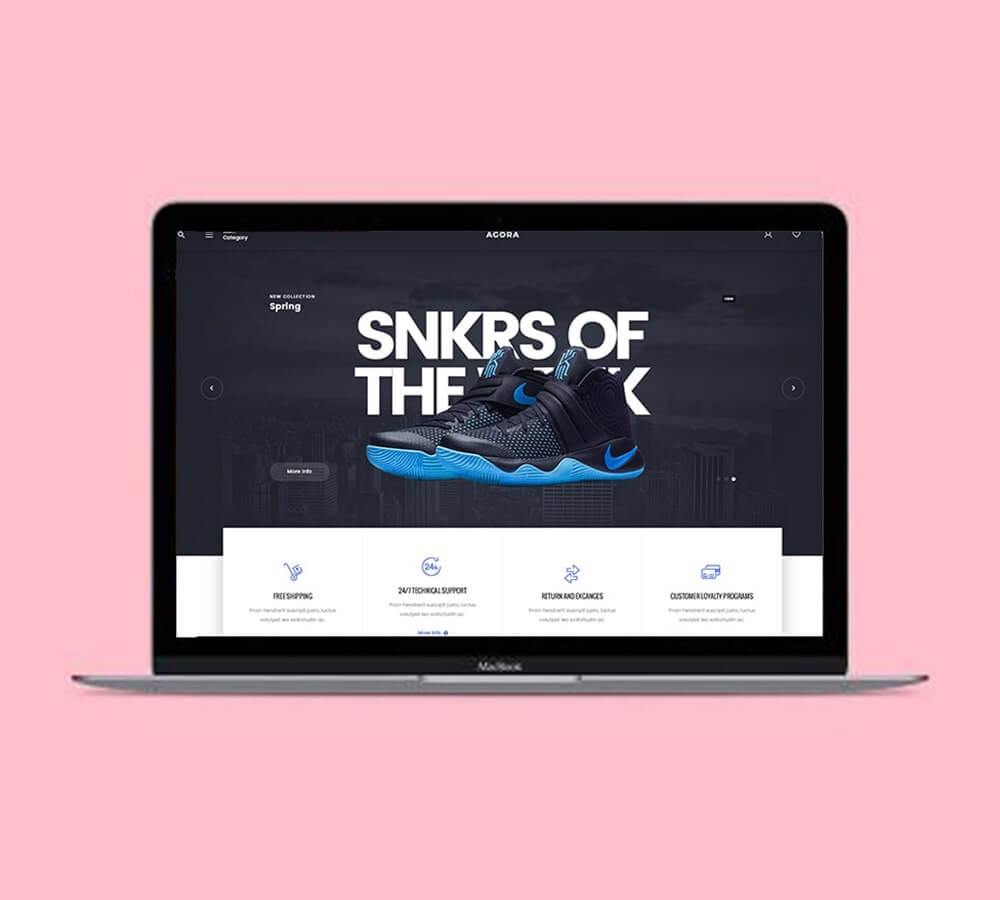 Category
AGORA
NEW COLLECTION
Spring
SNKRS OF
THE
More Info
24h
FREE SHIPPING
Proin hendrerit suscipit justo, luctus
volutpat leo sollicitudin ac.
24/7 TECHNICAL SUPPORT
Proin hendrerit suscipit justo, luctus
volutpat leo sollicitudin ac.
More Info
RETURN AND EXCANGES
Proin hendrerit suscipit justo, luctus
volutpat leo sollicitudin ac.
CUSTOMER LOYALTY PROGRAMS
Proin hendrerit suscipit justo, luctus
volutpat leo sollicitudin ac.
MacBook